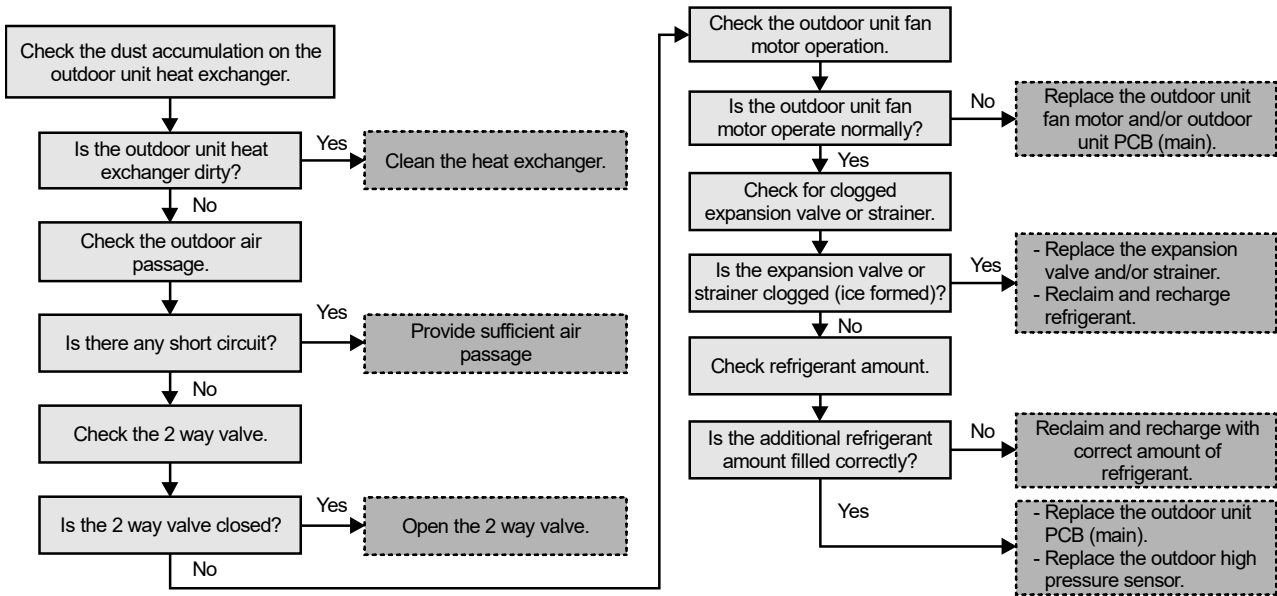 Check the dust accumulation on the
outdoor unit heat exchanger.
Is the outdoor unit heat
exchanger dirty?
Yes
Clean the heat exchanger.
No
Check the outdoor air
passage.
Is there any short circuit?
Yes
Provide sufficient air
passage
No
Check the 2 way valve.
Is the 2 way valve closed?
Yes
Open the 2 way valve.
No
Check the outdoor unit fan
motor operation.
Is the outdoor unit fan
motor operate normally?
No
Replace the outdoor unit
fan motor and/or outdoor
unit PCB (main).
Yes
Check for clogged
expansion valve or strainer.
Is the expansion valve or
strainer clogged (ice formed)?
Yes
- Replace the expansion
valve and/or strainer.
- Reclaim and recharge
refrigerant.
No
Check refrigerant amount.
Is the additional refrigerant
amount filled correctly?
No
Reclaim and recharge with
correct amount of
refrigerant.
Yes
- Replace the outdoor unit
PCB (main).
- Replace the outdoor high
pressure sensor.